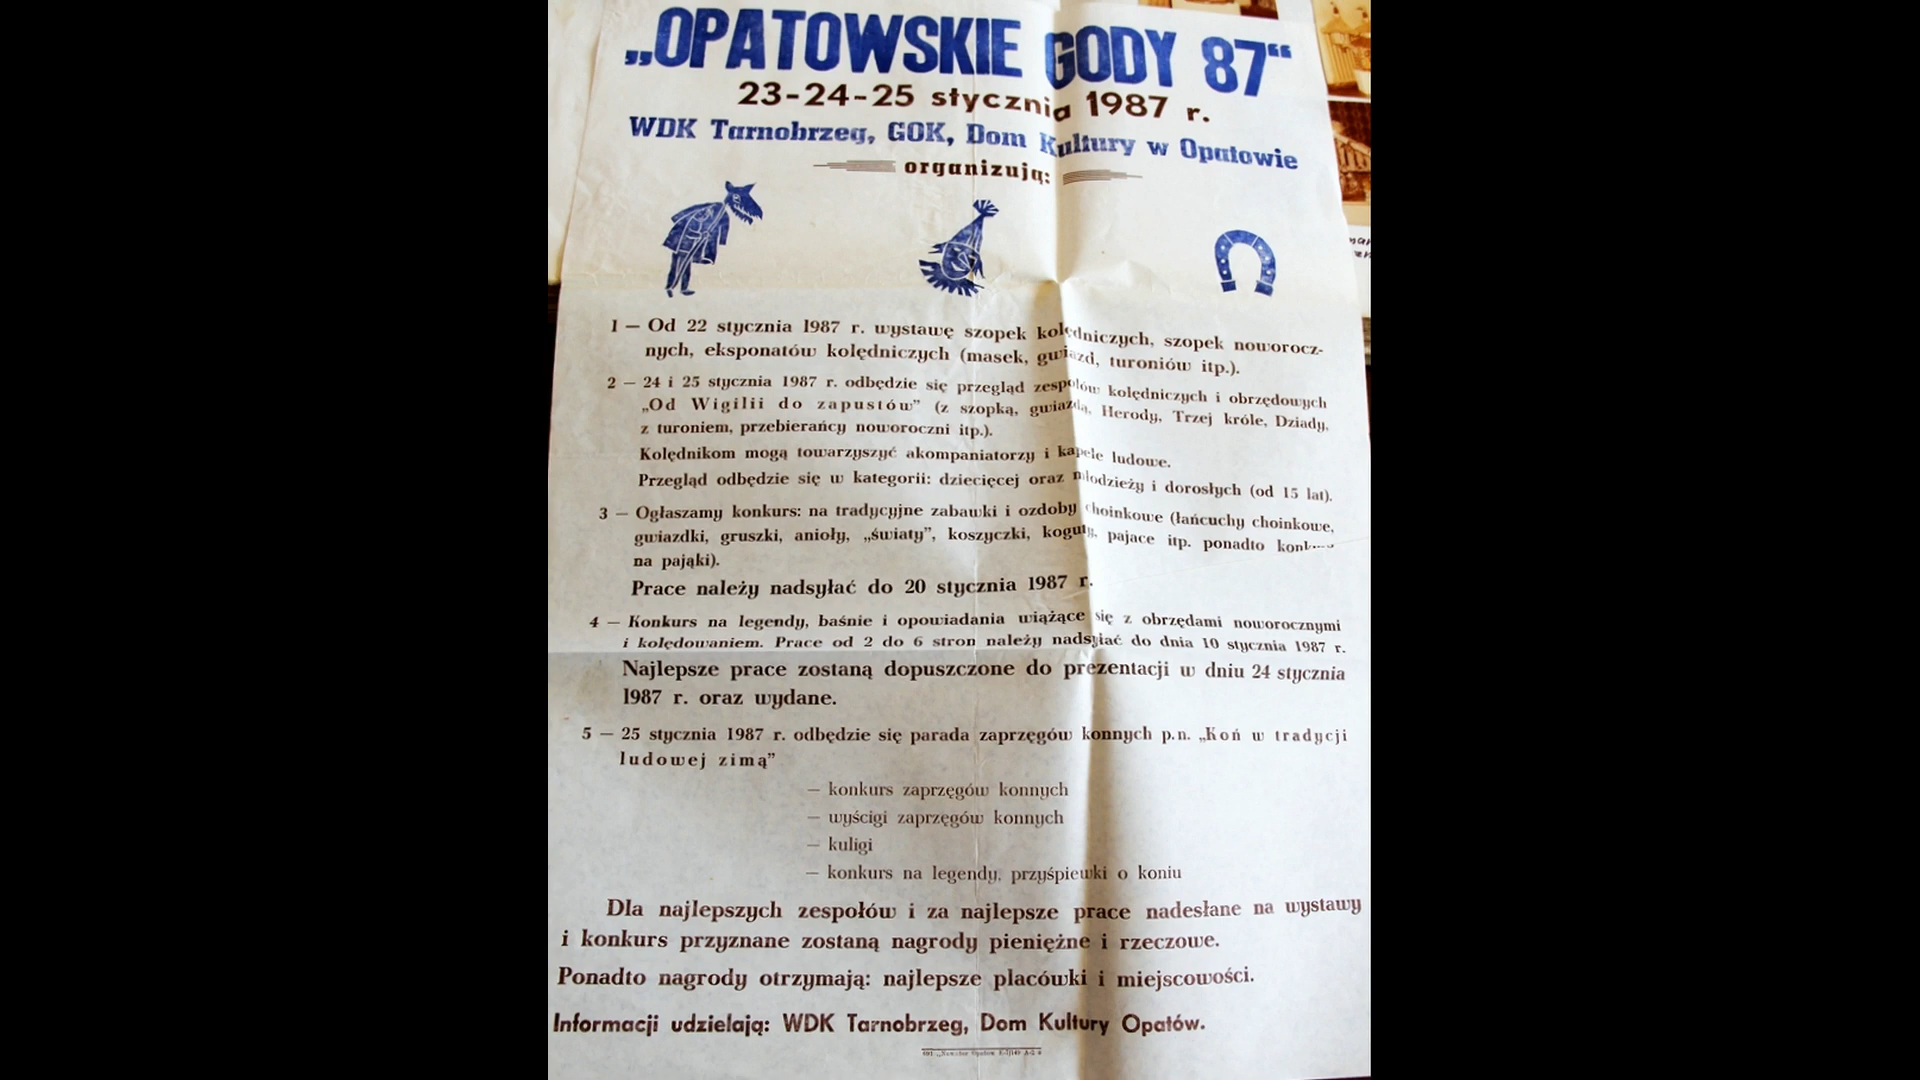 „OPATOWSKIE GODY 87“
23-24-25 stycznia 1987 r.
WDK Tarnobrzeg, GOK, Dom Kultury w Opatowie
organizują:
1 — Od 22 stycznia 1987 r. wystawę szopek kolędniczych, szopek noworocz-
nych, eksponatów kolędniczych (masek, gwiazd, turoniów itp.).
2 — 24 i 25 stycznia 1987 r. odbędzie się przegląd zespołów kolędniczych i obrzędowych
„Od Wigilii do zapustów” (z szopką, gwiazdą, Herody, Trzej króle, Dziady,
z turoniem, przebierańcy noworoczni itp.).
Kolędnikom mogą towarzyszyć akompaniatorzy i kapele ludowe.
Przegląd odbędzie się w kategorii: dziecięcej oraz młodzieży i dorosłych (od 15 lat).
3 — Ogłaszamy konkurs: na tradycyjne zabawki i ozdoby choinkowe (łańcuchy choinkowe,
gwiazdki, gruszki, anioły, „światy”, koszyczki, koguty, pajace itp. ponadto
na pająki).
Prace należy nadsyłać do 20 stycznia 1987 r.
4 — Konkurs na legendy, baśnie i opowiadania wiążące się z obrzędami noworocznymi
i kolędowaniem. Prace od 2 do 6 stron należy nadsyłać do dnia 10 stycznia 1987 r.
Najlepsze prace zostaną dopuszczone do prezentacji w dniu 24 stycznia
1987 r. oraz wydane.
5 — 25 stycznia 1987 r. odbędzie się parada zaprzęgów konnych p.n. „Koń w tradycji
ludowej zimą”
— konkurs zaprzęgów konnych
— wyścigi zaprzęgów konnych
— kuligi
— konkurs na legendy, przyśpiewki o koniu
Dla najlepszych zespołów i za najlepsze prace nadesłane na wystawy
i konkurs przyznane zostaną nagrody pieniężne i rzeczowe.
Ponadto nagrody otrzymają: najlepsze placówki i miejscowości.
Informacji udzielają: WDK Tarnobrzeg, Dom Kultury Opatów.